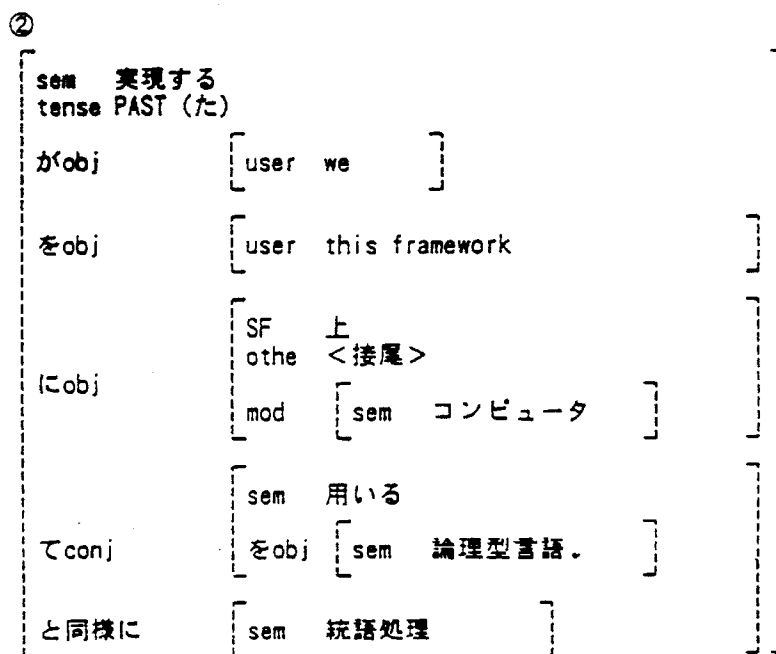 ②
sem 実現する
tense PAST (た)
がobj user we
をobj user this framework
SF 上
othe <接尾>
にobj
mod sem コンピュータ
sem 用いる
てconj をobj sem 論理型言語.
と同様に sem 統語処理